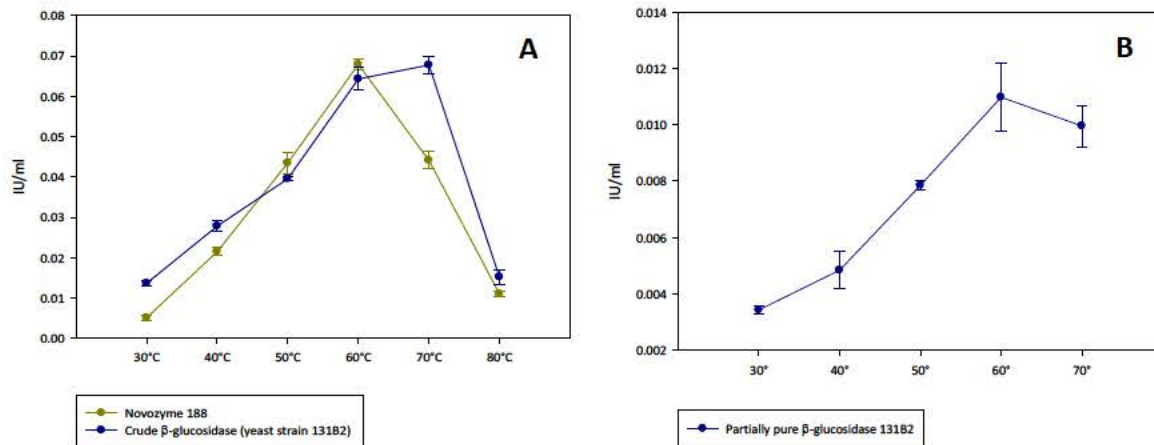 A
0.08
0.07
0.06
0.05
0.04
0.03
0.02
0.01
0.00
IU/ml
30°C 40°C 50°C 60°C 70°C 80°C
Novozyme 188
Crude β-glucosidase (yeast strain 131B2)
B
0.014
0.012
0.010
0.008
0.006
0.004
0.002
IU/ml
30° 40° 50° 60° 70°
Partially pure β-glucosidase 131B2